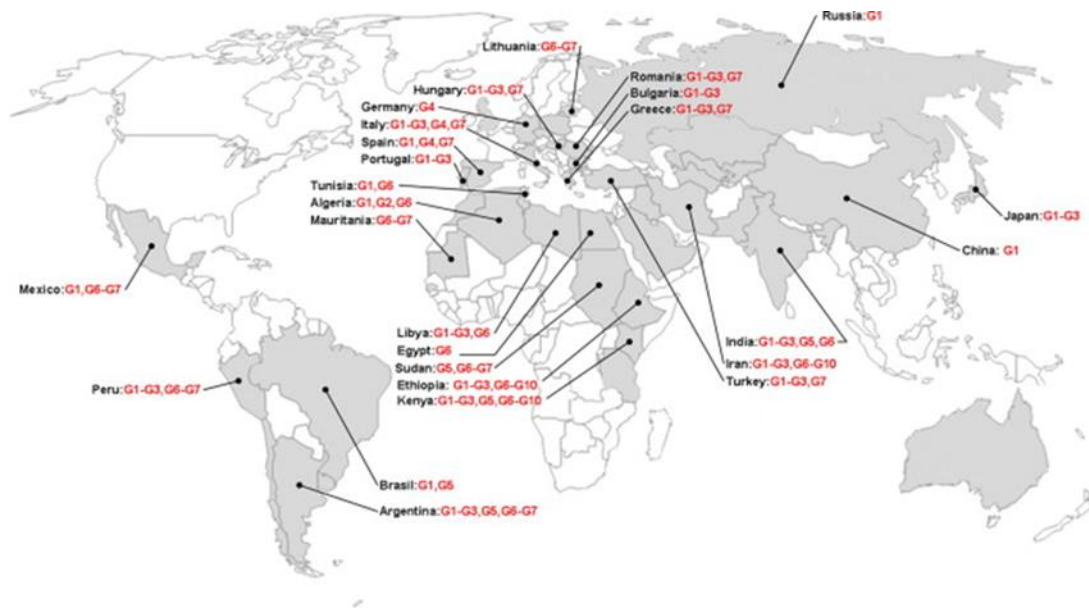 Russia:G1
Lithuania:G6-G7
Romania:G1-G3,G7
Hungary:G1-G3,G7
Bulgaria:G1-G3
Germany:G4
Greece:G1-G3,G7
Italy:G1-G3,G4,G7
Spain:G1,G4,G7
Portugal:G1-G3
Tunisia:G1,G6
Algeria:G1,G2,G6
Mauritania:G6-G7
Japan:G1-G3
China: G1
Mexico:G1,G6-G7
Libya:G1-G3,G6
India:G1-G3,G5,G6
Egypt:G6
Iran:G1-G3,G6-G10
Sudan:G5,G6-G7
Turkey:G1-G3,G7
Ethiopia: G1-G3,G6-G10
Peru:G1-G3,G6-G7
Kenya:G1-G3,G5,G6-G10
Brasil:G1,G5
Argentina:G1-G3,G5,G6-G7